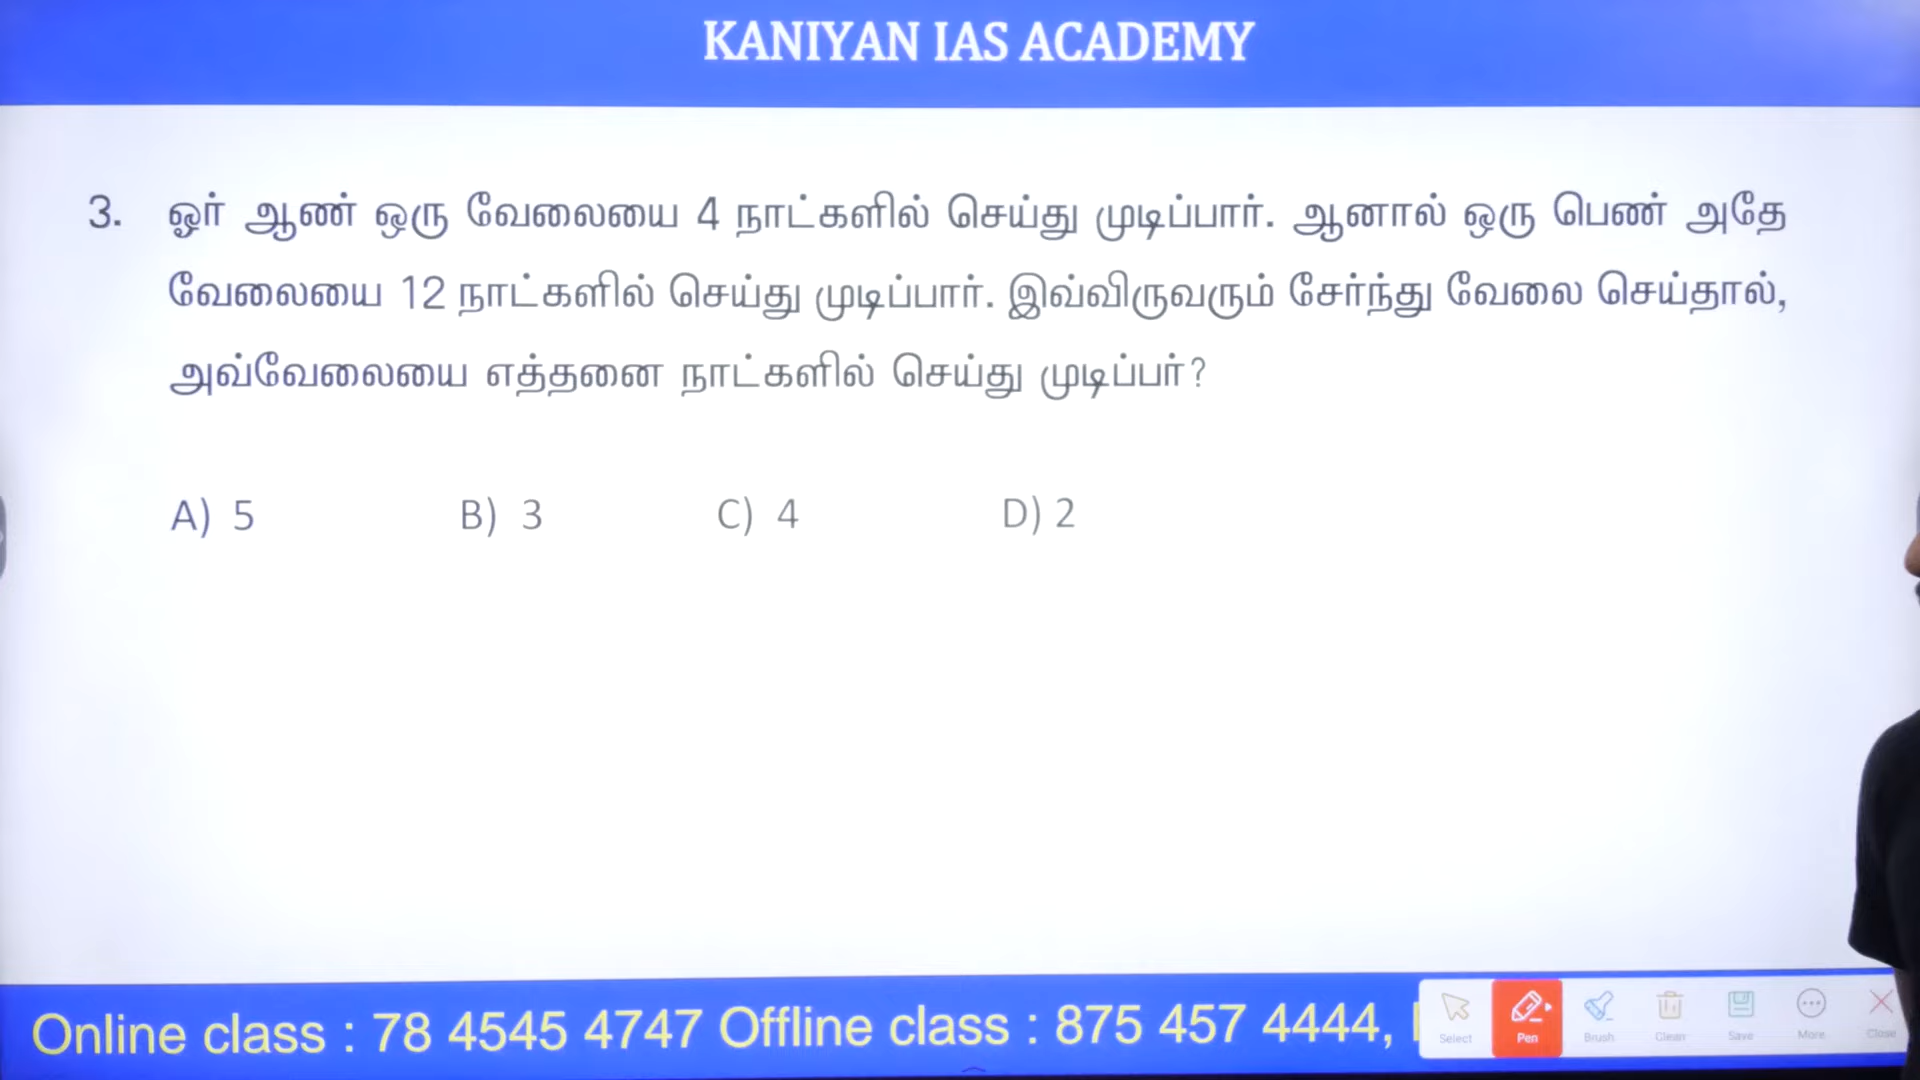 KANIYAN IAS ACADEMY
3. ஓர் ஆண் ஒரு வேலையை 4 நாட்களில் செய்து முடிப்பார். ஆனால் ஒரு பெண் அதே
வேலையை 12 நாட்களில் செய்து முடிப்பார். இவ்விருவரும் சேர்ந்து வேலை செய்தால்,
அவ்வேலையை எத்தனை நாட்களில் செய்து முடிப்பர்?
A) 5 B) 3 C) 4 D) 2
Online class : 78 4545 4747 Offline class : 875 457 4444,
Select Pen Brush Clean Save More Close